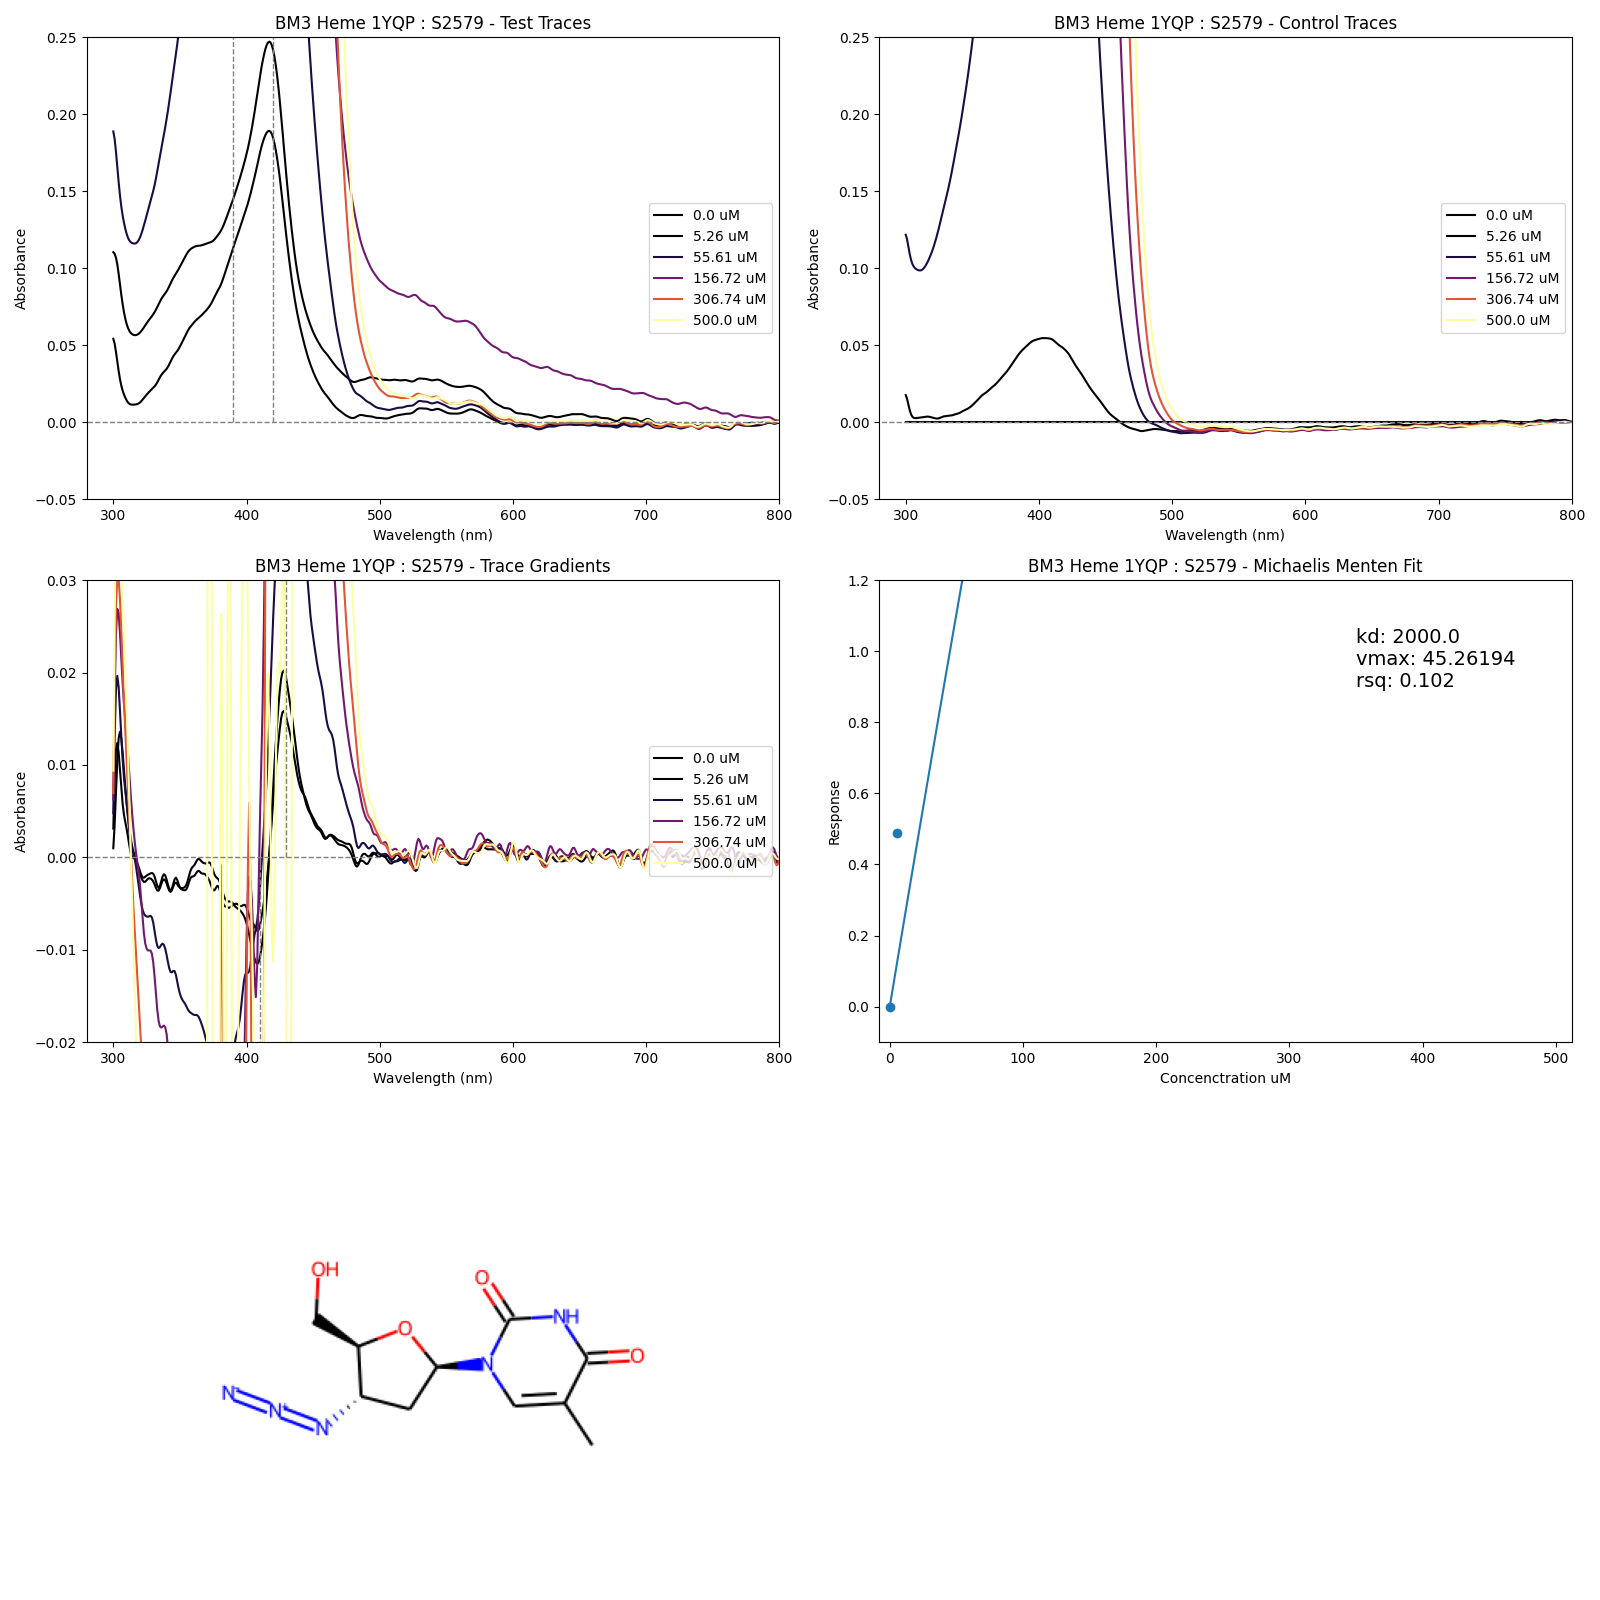 BM3 Heme 1YQP : S2579 - Test Traces
Absorbance
0.25
0.20
0.15
0.10
0.05
0.00
−0.05
300
400
500
600
700
800
Wavelength (nm)
0.0 uM
5.26 uM
55.61 uM
156.72 uM
306.74 uM
500.0 uM
BM3 Heme 1YQP : S2579 - Control Traces
Absorbance
0.25
0.20
0.15
0.10
0.05
0.00
−0.05
300
400
500
600
700
800
Wavelength (nm)
0.0 uM
5.26 uM
55.61 uM
156.72 uM
306.74 uM
500.0 uM
BM3 Heme 1YQP : S2579 - Trace Gradients
Absorbance
0.03
0.02
0.01
0.00
−0.01
−0.02
300
400
500
600
700
800
Wavelength (nm)
0.0 uM
5.26 uM
55.61 uM
156.72 uM
306.74 uM
500.0 uM
BM3 Heme 1YQP : S2579 - Michaelis Menten Fit
Response
1.2
1.0
0.8
0.6
0.4
0.2
0.0
0
100
200
300
400
500
Concenctration uM
kd: 2000.0
vmax: 45.26194
rsq: 0.102
OH
O
O
NH
O
N
N-
N+
N